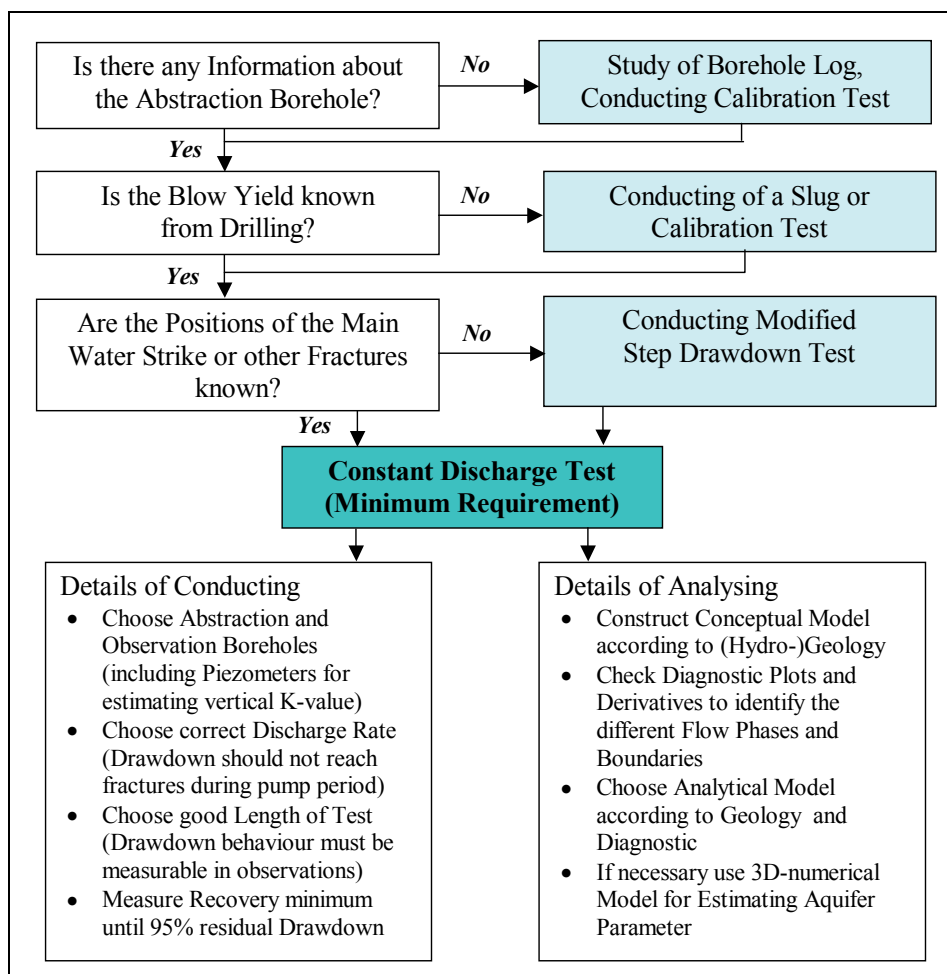 Is there any Information about
the Abstraction Borehole?
No
Study of Borehole Log,
Conducting Calibration Test
Yes
Is the Blow Yield known
from Drilling?
No
Conducting of a Slug or
Calibration Test
Yes
Are the Positions of the Main
Water Strike or other Fractures
known?
No
Conducting Modified
Step Drawdown Test
Yes
Constant Discharge Test
(Minimum Requirement)
Details of Conducting
• Choose Abstraction and
Observation Boreholes
(including Piezometers for
estimating vertical K-value)
• Choose correct Discharge Rate
(Drawdown should not reach
fractures during pump period)
• Choose good Length of Test
(Drawdown behaviour must be
measurable in observations)
• Measure Recovery minimum
until 95% residual Drawdown
Details of Analysing
• Construct Conceptual Model
according to (Hydro-)Geology
• Check Diagnostic Plots and
Derivatives to identify the
different Flow Phases and
Boundaries
• Choose Analytical Model
according to Geology and
Diagnostic
• If necessary use 3D-numerical
Model for Estimating Aquifer
Parameter